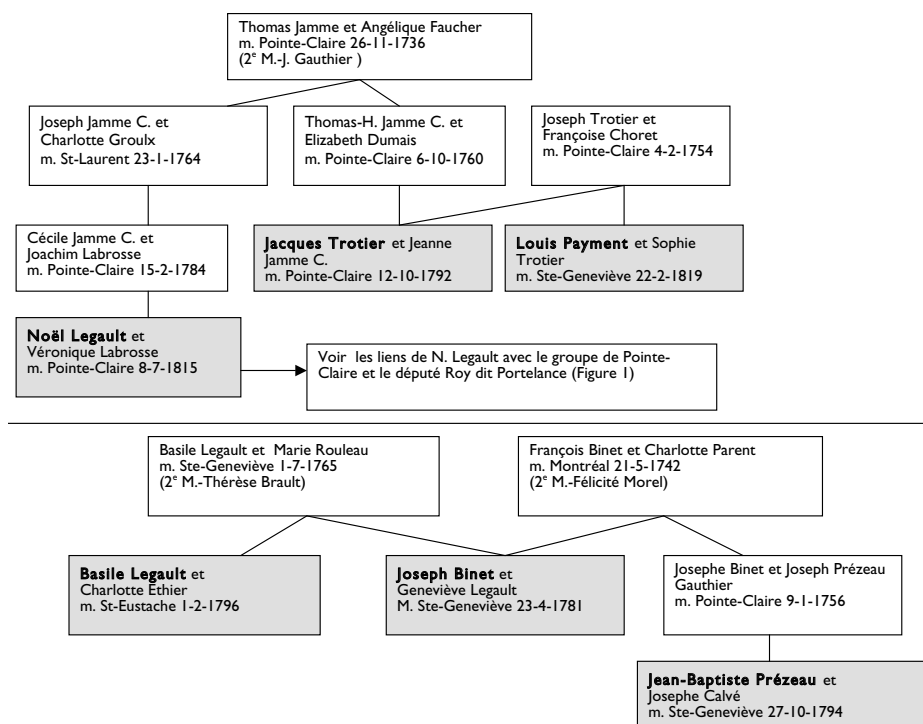 Thomas Jamme et Angélique Faucher
m. Pointe-Claire 26-11-1736
(2e M.-J. Gauthier )
Joseph Jamme C. et
Charlotte Groulx
m. St-Laurent 23-1-1764
Thomas-H. Jamme C. et
Elizabeth Dumais
m. Pointe-Claire 6-10-1760
Joseph Trotier et
Françoise Choret
m. Pointe-Claire 4-2-1754
Cécile Jamme C. et
Joachim Labrosse
m. Pointe-Claire 15-2-1784
Jacques Trotier et Jeanne
Jamme C.
m. Pointe-Claire 12-10-1792
Louis Payment et Sophie
Trotier
m. Ste-Geneviève 22-2-1819
Noël Legault et
Véronique Labrosse
m. Pointe-Claire 8-7-1815
Voir les liens de N. Legault avec le groupe de Pointe-
Claire et le député Roy dit Portelance (Figure 1)
Basile Legault et Marie Rouleau
m. Ste-Geneviève 1-7-1765
(2e M.-Thérèse Brault)
François Binet et Charlotte Parent
m. Montréal 21-5-1742
(2e M.-Félicité Morel)
Basile Legault et
Charlotte Ethier
m. St-Eustache 1-2-1796
Joseph Binet et
Geneviève Legault
M. Ste-Geneviève 23-4-1781
Josephe Binet et Joseph Prézeau
Gauthier
m. Pointe-Claire 9-1-1756
Jean-Baptiste Prézeau et
Josephe Calvé
m. Ste-Geneviève 27-10-1794